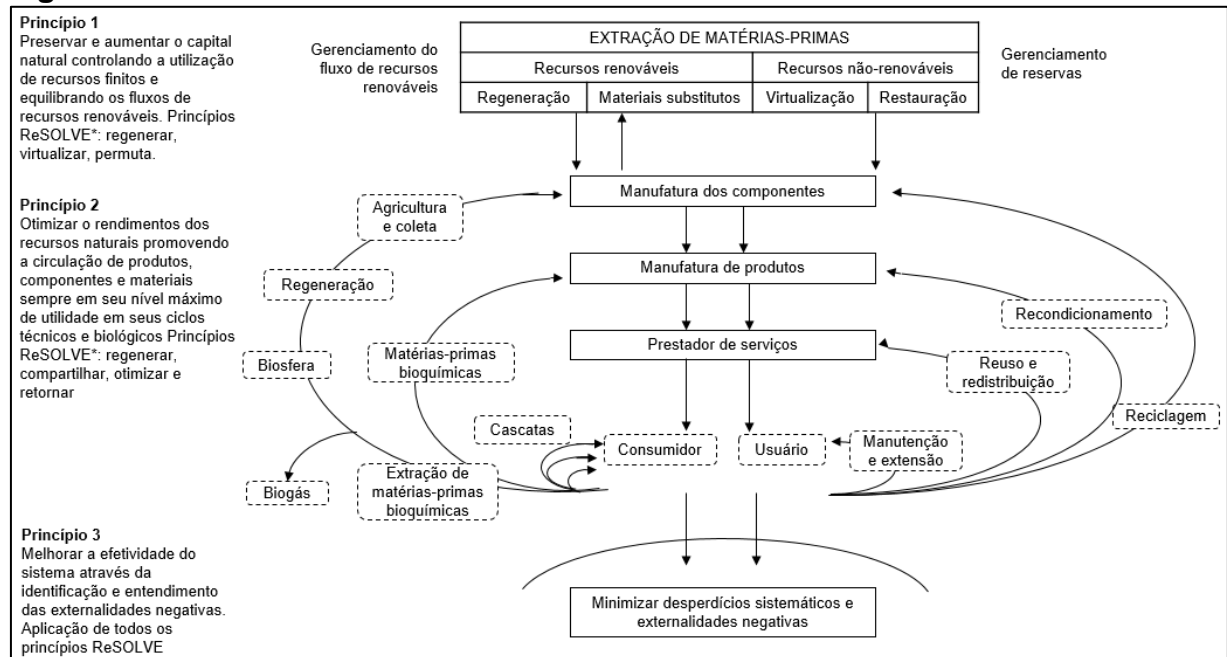 Princípio 1
Preservar e aumentar o capital
natural controlando a utilização
de recursos finitos e
equilibrando os fluxos de
recursos renováveis. Princípios
ReSOLVE*: regenerar,
virtualizar, permuta.
Gerenciamento do
fluxo de recursos
renováveis
EXTRAÇÃO DE MATÉRIAS-PRIMAS
Recursos renováveis
Recursos não-renováveis
Regeneração
Materiais substitutos
Virtualização
Restauração
Gerenciamento
de reservas
Princípio 2
Otimizar o rendimentos dos
recursos naturais promovendo
a circulação de produtos,
componentes e materiais
sempre em seu nível máximo
de utilidade em seus ciclos
técnicos e biológicos Princípios
ReSOLVE*: regenerar,
compartilhar, otimizar e
retornar
Manufatura dos componentes
Agricultura
e coleta
Manufatura de produtos
Regeneração
Recondicionamento
Prestador de serviços
Biosfera
Matérias-primas
bioquímicas
Reuso e
redistribuição
Reciclagem
Cascatas
Consumidor
Usuário
Manutenção
e extensão
Biogás
Extração de
matérias-primas
bioquímicas
Princípio 3
Melhorar a efetividade do
sistema através da
identificação e entendimento
das externalidades negativas.
Aplicação de todos os
princípios ReSOLVE
Minimizar desperdícios sistemáticos e
externalidades negativas